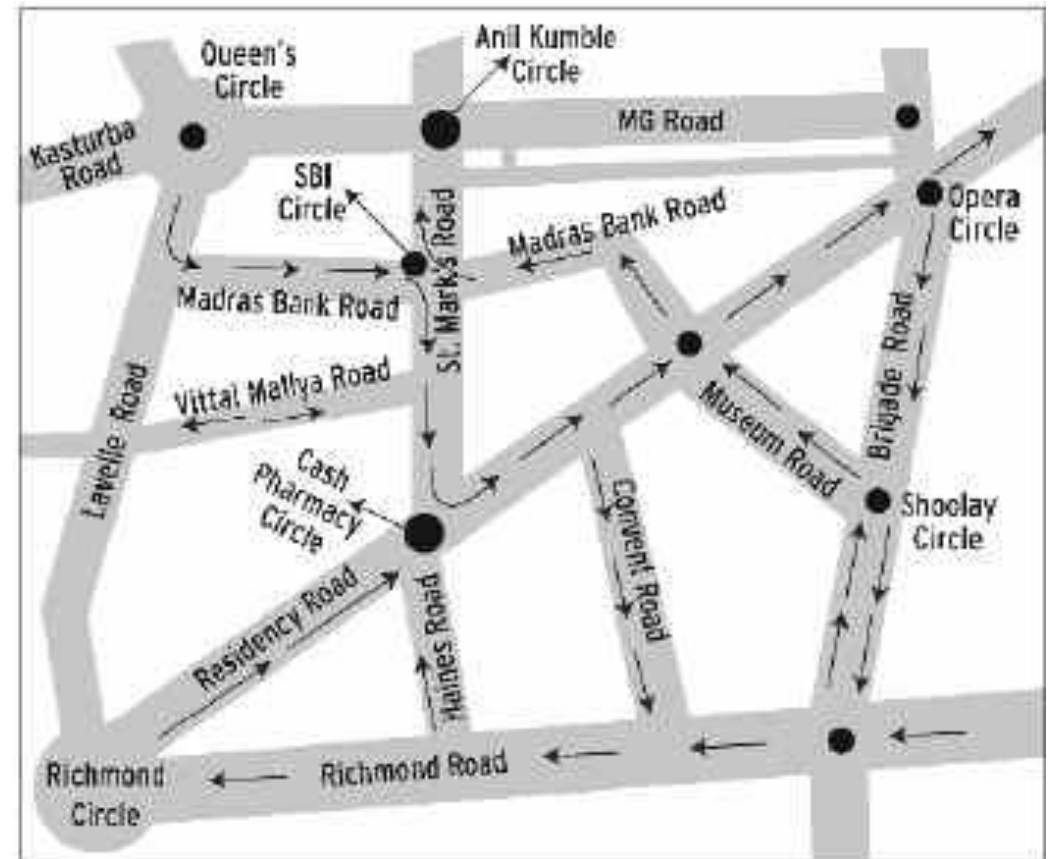 Queen's
Circle
Anil Kumble
Circle
MG Road
Kasturba
Road
SBI
Circle
St. Mark's Road
Madras Bank Road
Opera
Circle
Madras Bank Road
Vittal Mallya Road
Lavelle Road
Brigade Road
Museum Road
Cash
Pharmacy
Circle
Convent Road
Shoolay
Circle
Residency Road
Haines Road
Richmond
Circle
Richmond Road